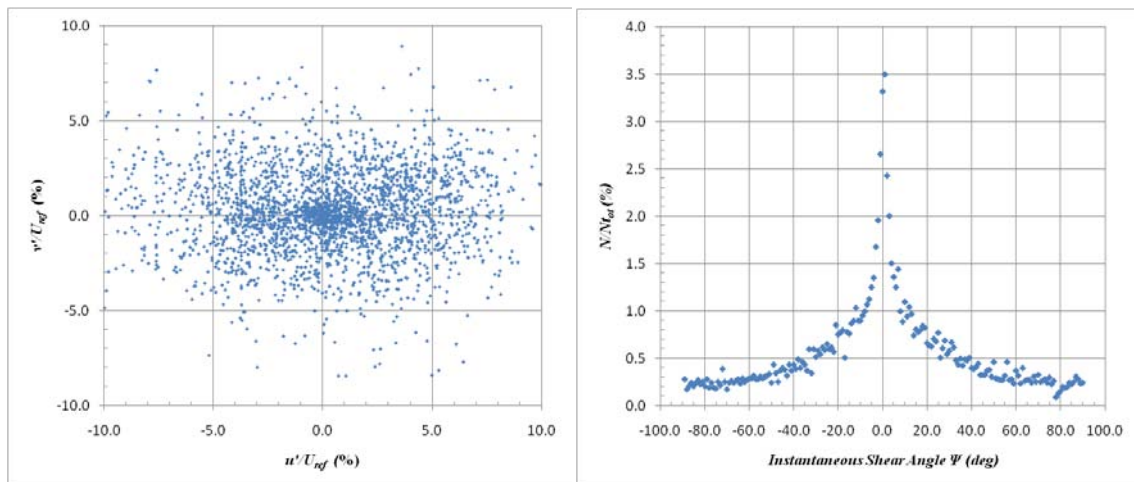 10.0
5.0
0.0
-5.0
-10.0
v'/U_ref (%)
-10.0 -5.0 0.0 5.0 10.0
u'/U_ref (%)
4.0
3.5
3.0
2.5
2.0
1.5
1.0
0.5
0.0
N/Nt_ot (%)
-100.0 -80.0 -60.0 -40.0 -20.0 0.0 20.0 40.0 60.0 80.0 100.0
Instantaneous Shear Angle Ψ (deg)